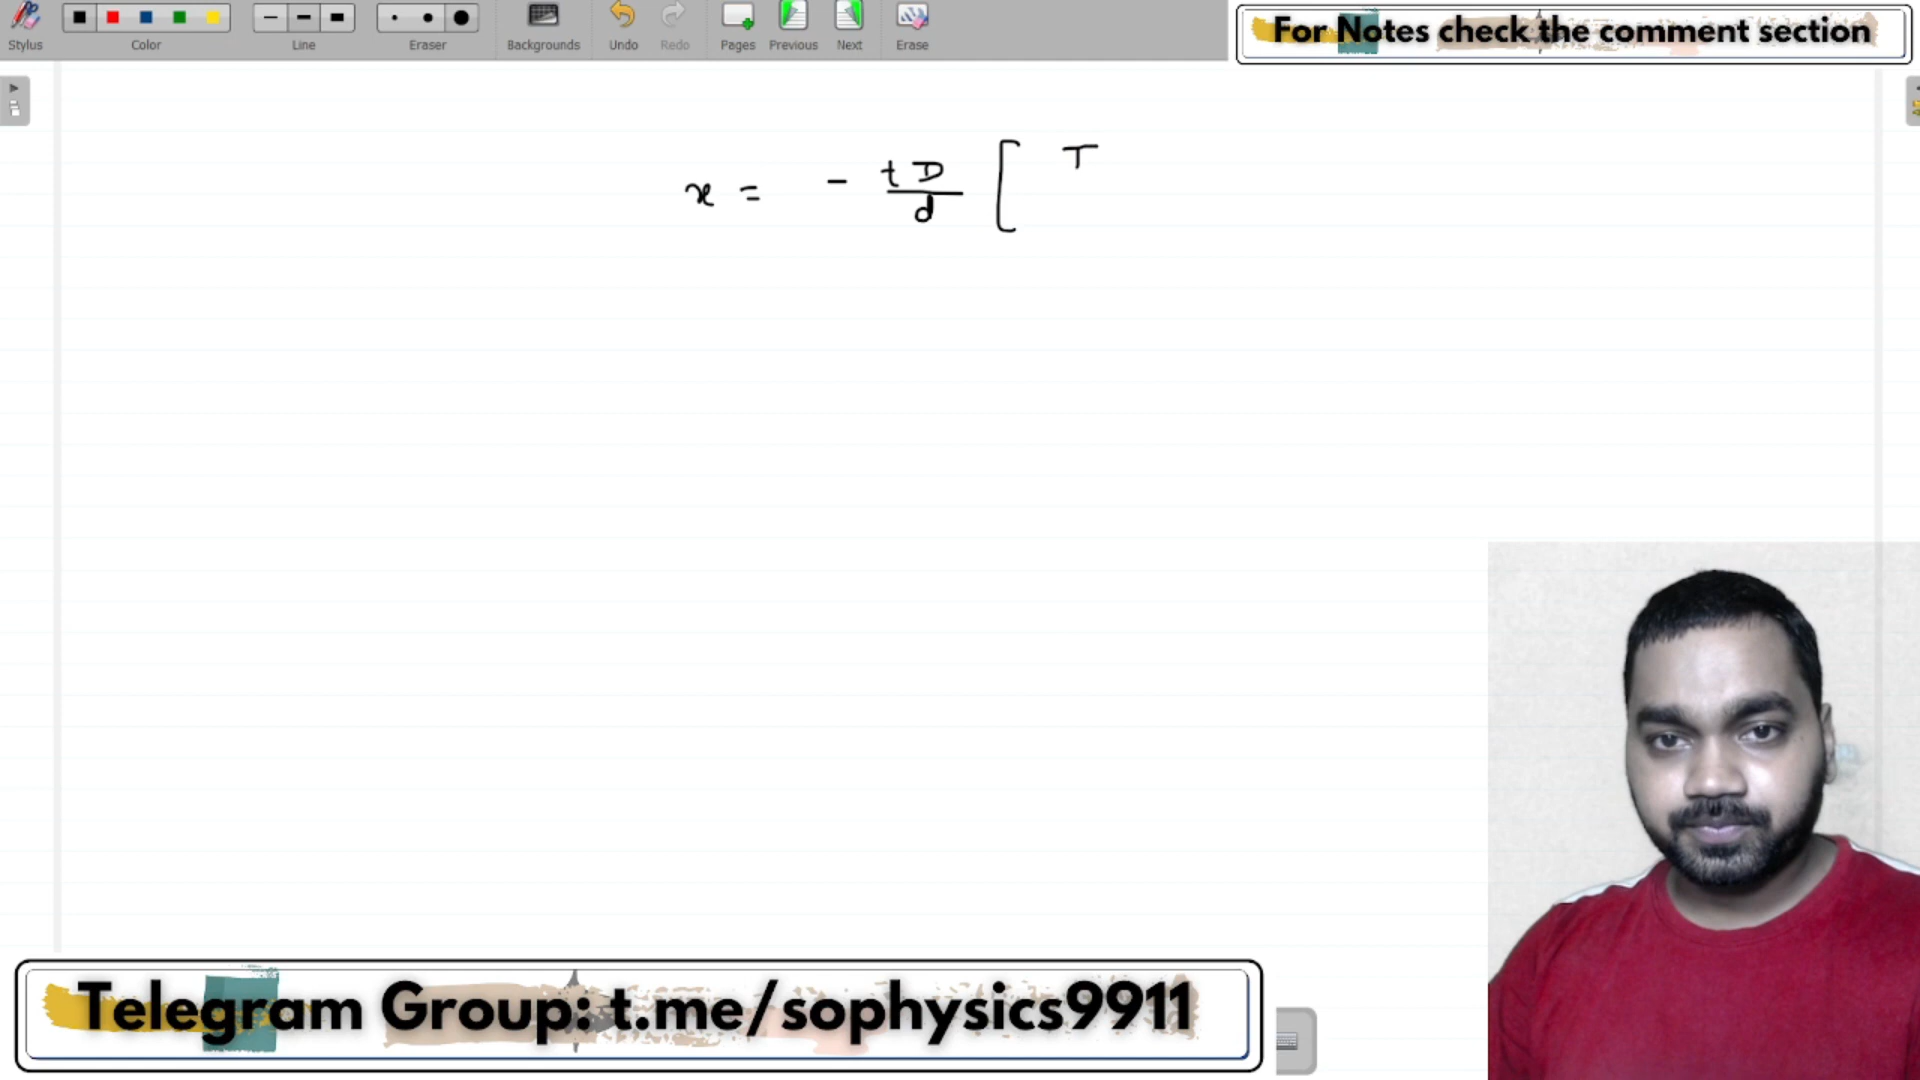 Stylus Color Line Eraser Backgrounds Undo Redo Pages Previous Next Erase
For Notes check the comment section
x = - tD/d [ T
Telegram Group: t.me/sophysics9911